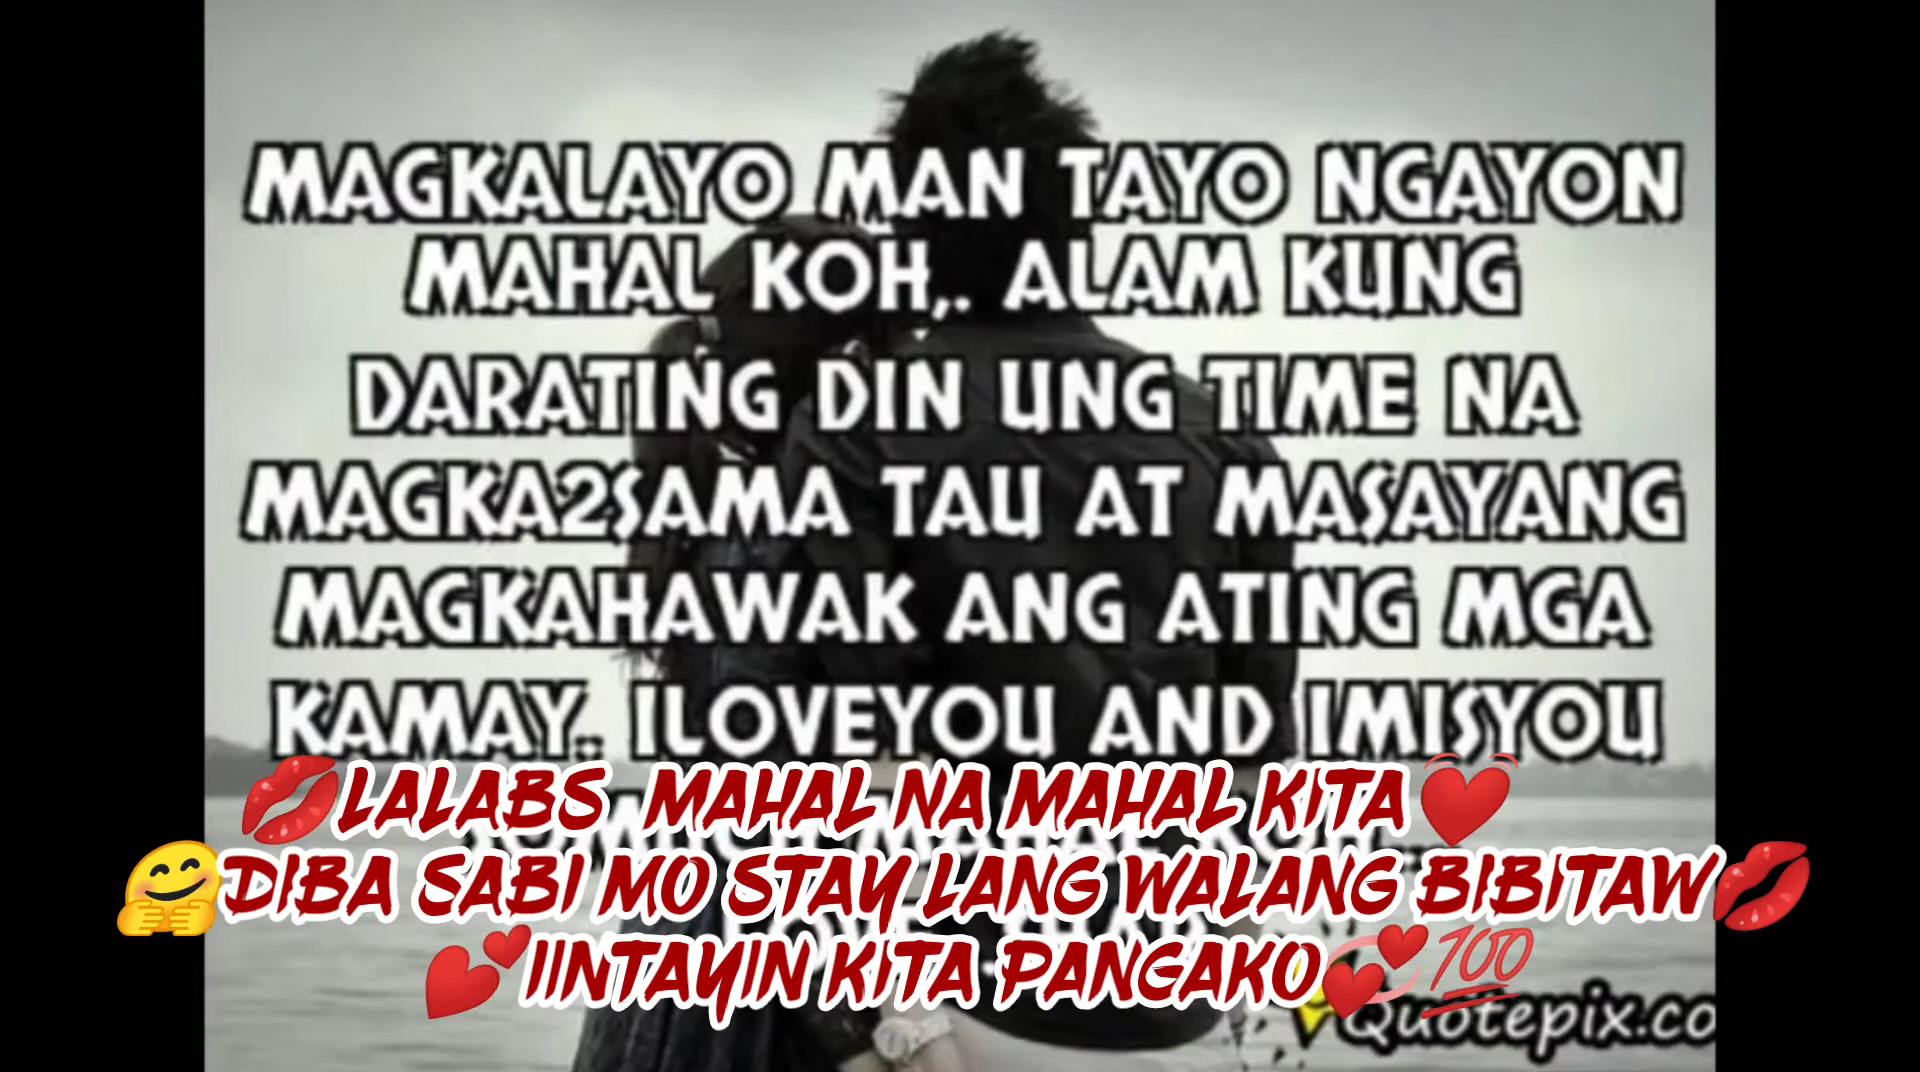 MAGKALAYO MAN TAYO NGAYON
MAHAL KOH,. ALAM KUNG
DARATING DIN UNG TIME NA
MAGKA2SAMA TAU AT MASAYANG
MAGKAHAWAK ANG ATING MGA
KAMAY.. ILOVEYOU AND IMISYOU
💋LALABS MAHAL NA MAHAL KITA💓
🤗DIBA SABI MO STAY LANG WALANG BIBITAW💋
💕IINTAYIN KITA PANGAKO💞💯
Quotepix.co